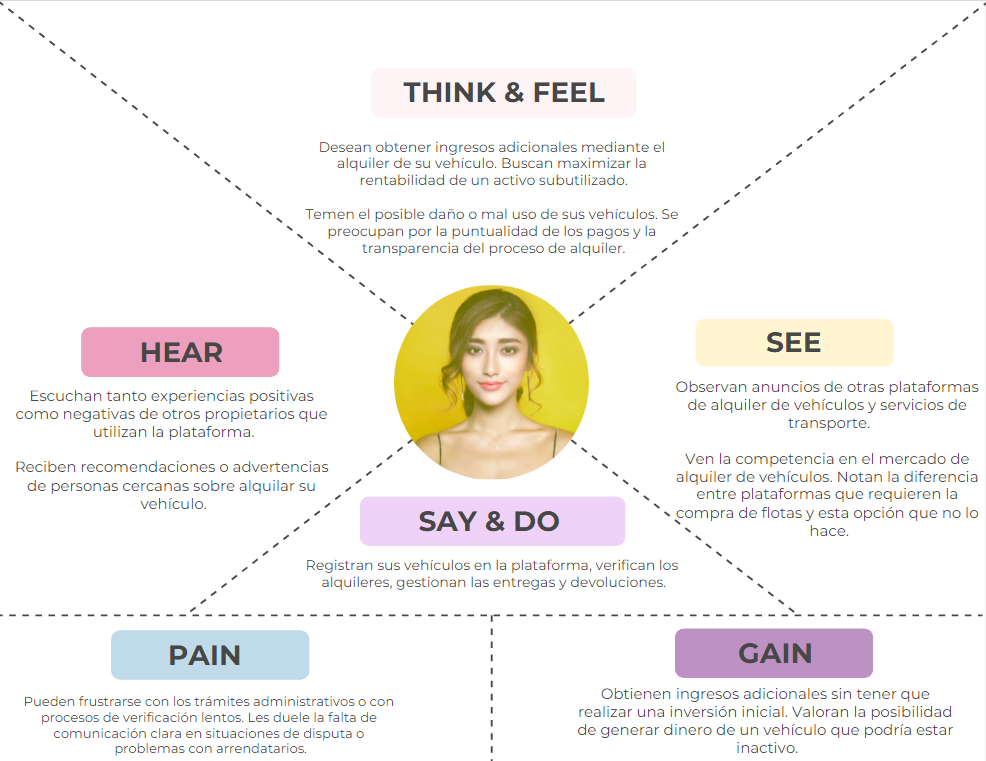 THINK & FEEL
Desean obtener ingresos adicionales mediante el
alquiler de su vehículo. Buscan maximizar la
rentabilidad de un activo subutilizado.
Temen el posible daño o mal uso de sus vehículos. Se
preocupan por la puntualidad de los pagos y la
transparencia del proceso de alquiler.
HEAR
Escuchan tanto experiencias positivas
como negativas de otros propietarios que
utilizan la plataforma.
Reciben recomendaciones o advertencias
de personas cercanas sobre alquilar su
vehículo.
SEE
Observan anuncios de otras plataformas
de alquiler de vehículos y servicios de
transporte.
Ven la competencia en el mercado de
alquiler de vehículos. Notan la diferencia
entre plataformas que requieren la
compra de flotas y esta opción que no lo
hace.
SAY & DO
Registran sus vehículos en la plataforma, verifican los
alquileres, gestionan las entregas y devoluciones.
PAIN
Pueden frustrarse con los trámites administrativos o con
procesos de verificación lentos. Les duele la falta de
comunicación clara en situaciones de disputa o
problemas con arrendatarios.
GAIN
Obtienen ingresos adicionales sin tener que
realizar una inversión inicial. Valoran la posibilidad
de generar dinero de un vehículo que podría estar
inactivo.